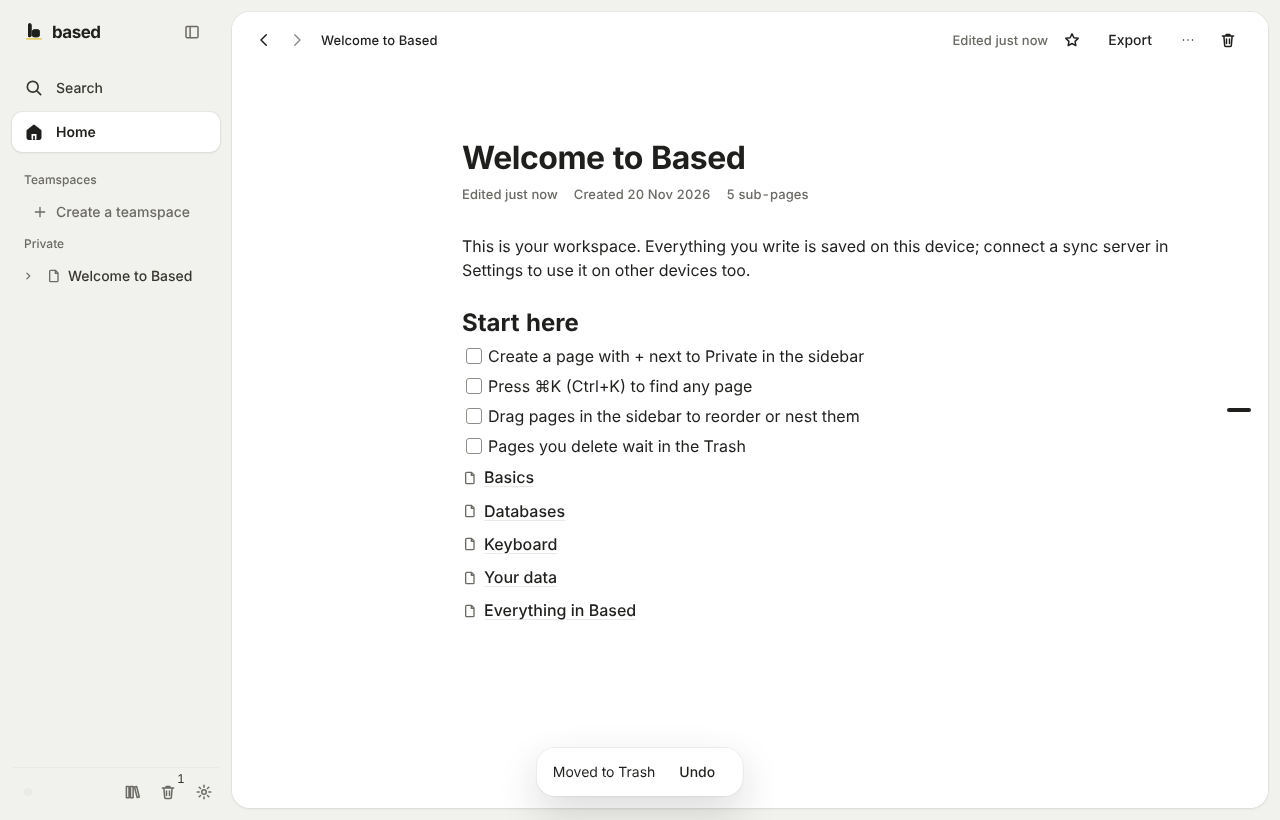 based
Search
Home
Teamspaces
Create a teamspace
Private
Welcome to Based
1
Welcome to Based
Edited just now
Export
Welcome to Based
Edited just now Created 20 Nov 2026 5 sub-pages
This is your workspace. Everything you write is saved on this device; connect a sync server in
Settings to use it on other devices too.
Start here
Create a page with + next to Private in the sidebar
Press ⌘K (Ctrl+K) to find any page
Drag pages in the sidebar to reorder or nest them
Pages you delete wait in the Trash
Basics
Databases
Keyboard
Your data
Everything in Based
Moved to Trash Undo